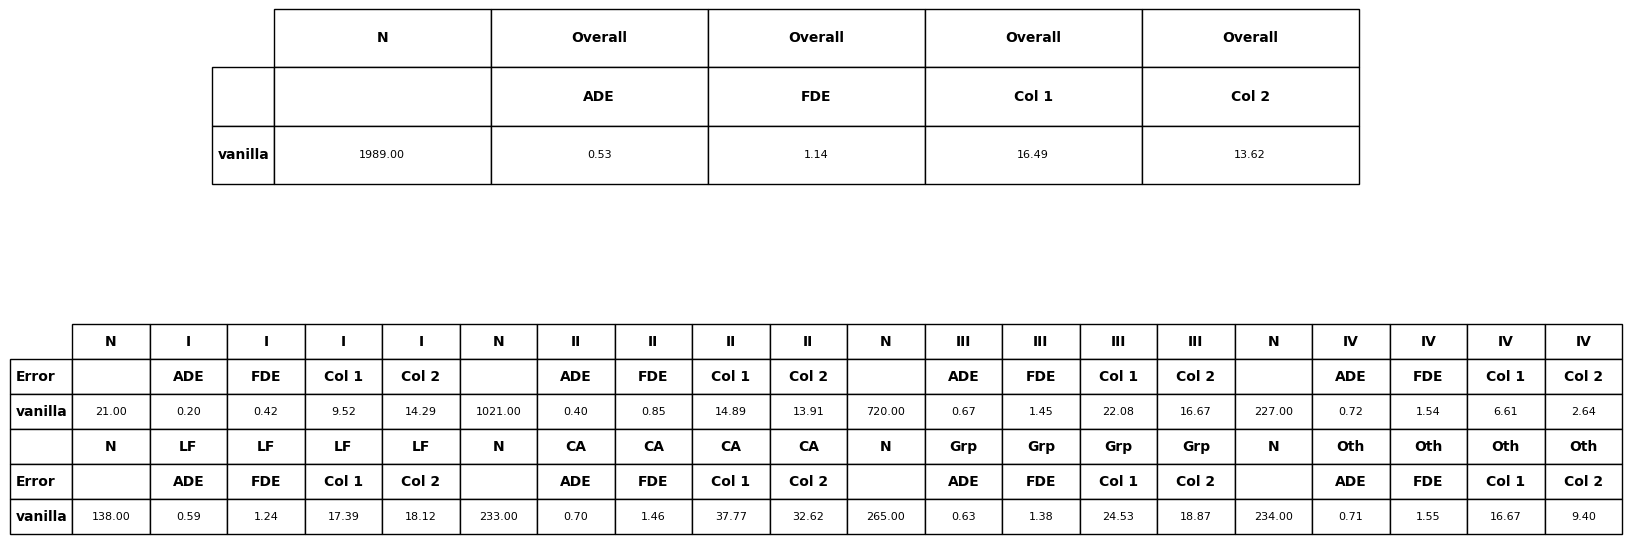 N Overall Overall Overall Overall
ADE FDE Col 1 Col 2
vanilla 1989.00 0.53 1.14 16.49 13.62
N I I I I N II II II II N III III III III N IV IV IV IV
Error ADE FDE Col 1 Col 2 ADE FDE Col 1 Col 2 ADE FDE Col 1 Col 2 ADE FDE Col 1 Col 2
vanilla 21.00 0.20 0.42 9.52 14.29 1021.00 0.40 0.85 14.89 13.91 720.00 0.67 1.45 22.08 16.67 227.00 0.72 1.54 6.61 2.64
N LF LF LF LF N CA CA CA CA N Grp Grp Grp Grp N Oth Oth Oth Oth
Error ADE FDE Col 1 Col 2 ADE FDE Col 1 Col 2 ADE FDE Col 1 Col 2 ADE FDE Col 1 Col 2
vanilla 138.00 0.59 1.24 17.39 18.12 233.00 0.70 1.46 37.77 32.62 265.00 0.63 1.38 24.53 18.87 234.00 0.71 1.55 16.67 9.40